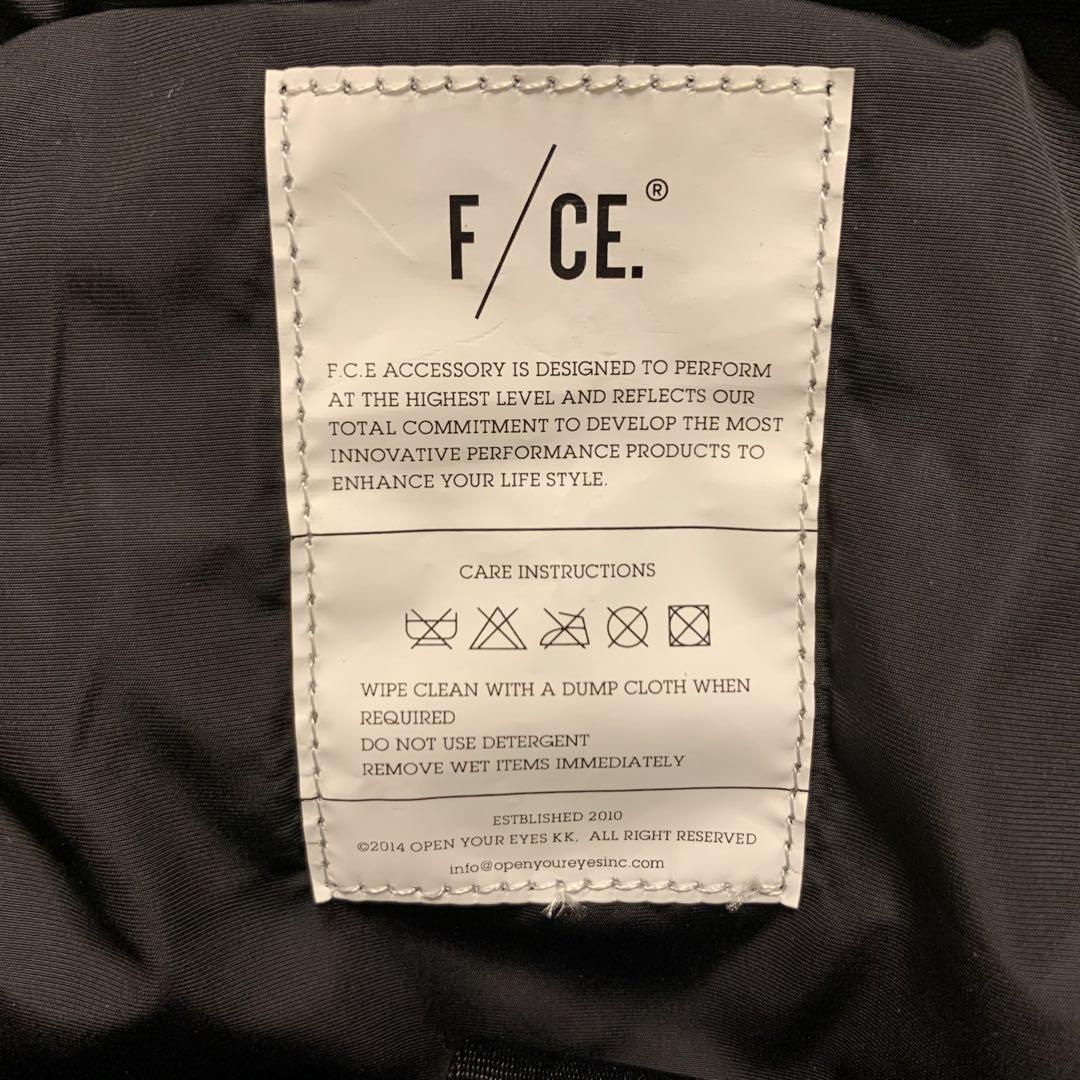 F/CE.®
F.C.E ACCESSORY IS DESIGNED TO PERFORM
AT THE HIGHEST LEVEL AND REFLECTS OUR
TOTAL COMMITMENT TO DEVELOP THE MOST
INNOVATIVE PERFORMANCE PRODUCTS TO
ENHANCE YOUR LIFE STYLE.
CARE INSTRUCTIONS
WIPE CLEAN WITH A DUMP CLOTH WHEN
REQUIRED
DO NOT USE DETERGENT
REMOVE WET ITEMS IMMEDIATELY
ESTBLISHED 2010
©2014 OPEN YOUR EYES KK, ALL RIGHT RESERVED
info@openyoureyesinc.com